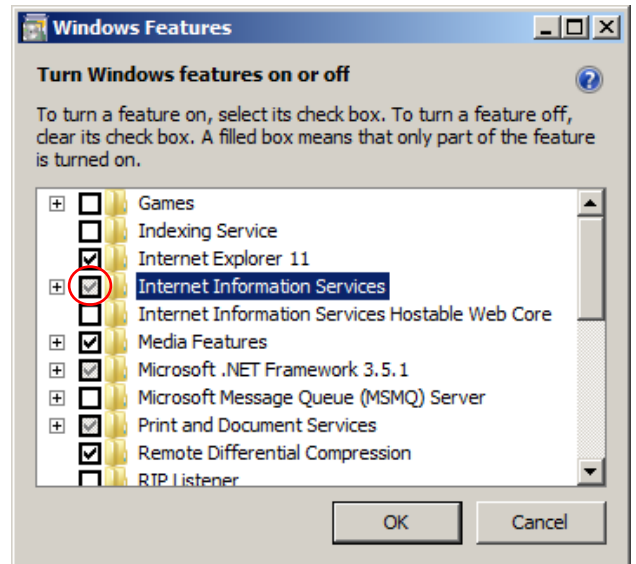 Windows Features
Turn Windows features on or off
To turn a feature on, select its check box. To turn a feature off,
clear its check box. A filled box means that only part of the feature
is turned on.
Games
Indexing Service
Internet Explorer 11
Internet Information Services
Internet Information Services Hostable Web Core
Media Features
Microsoft .NET Framework 3.5.1
Microsoft Message Queue (MSMQ) Server
Print and Document Services
Remote Differential Compression
RIP Listener
OK Cancel